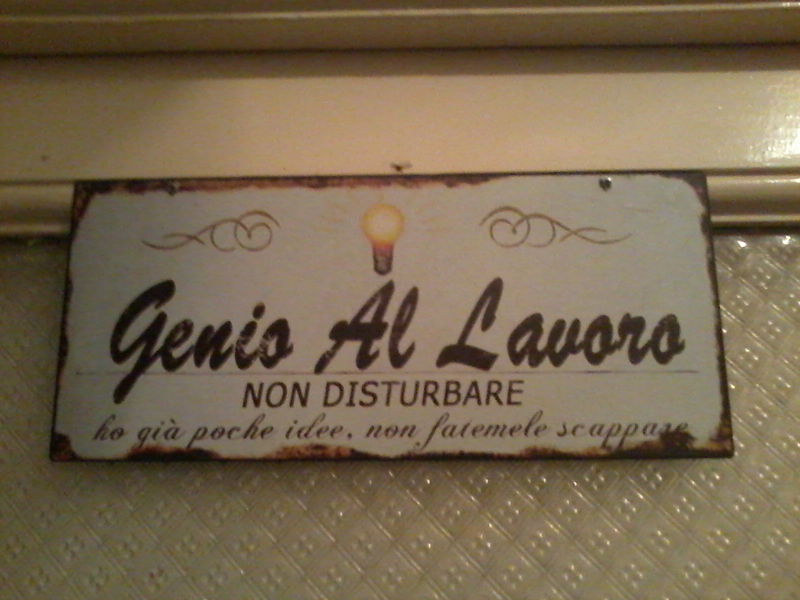 Genio Al Lavoro
NON DISTURBARE
ho già poche idee, non fatemele scappare